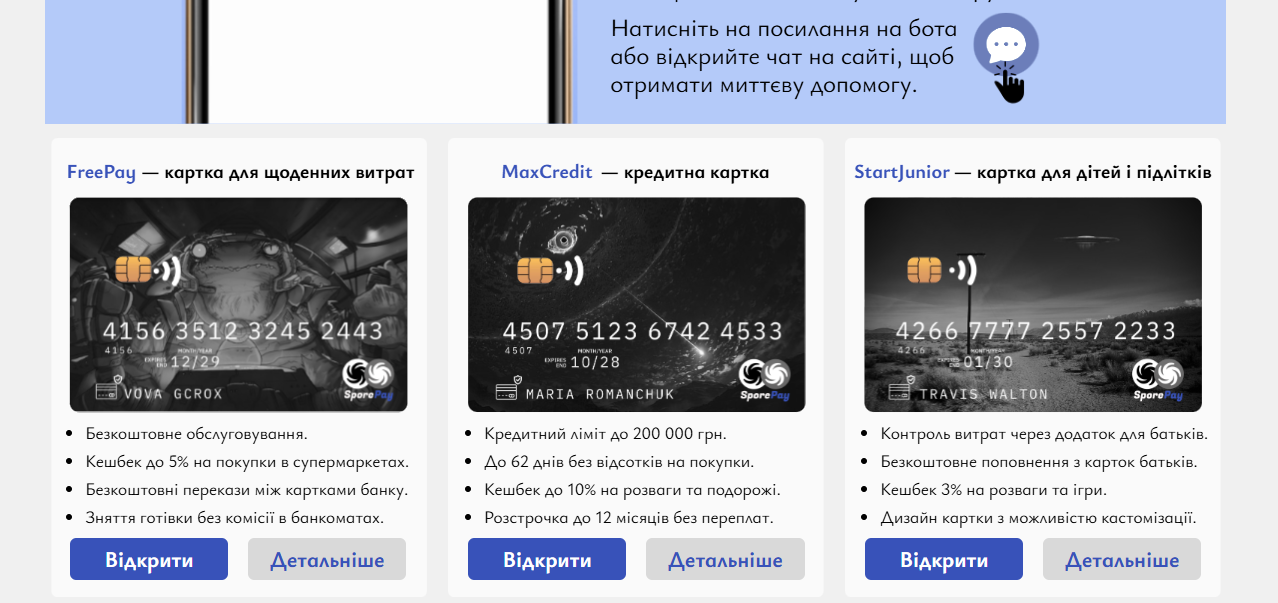 Натисніть на посилання на бота
або відкрийте чат на сайті, щоб
отримати миттєву допомогу.
FreePay — картка для щоденних витрат
4156 3512 3245 2443
4156
MONTH/YEAR
EXPIRES END 12/29
VOVA GCROX
SporePay
Безкоштовне обслуговування.
Кешбек до 5% на покупки в супермаркетах.
Безкоштовні перекази між картками банку.
Зняття готівки без комісії в банкоматах.
Відкрити Детальніше
MaxCredit — кредитна картка
4507 5123 6742 4533
4507
MONTH/YEAR
EXPIRES END 10/28
MARIA ROMANCHUK
SporePay
Кредитний ліміт до 200 000 грн.
До 62 днів без відсотків на покупки.
Кешбек до 10% на розваги та подорожі.
Розстрочка до 12 місяців без переплат.
Відкрити Детальніше
StartJunior — картка для дітей і підлітків
4266 7777 2557 2233
4266
MONTH/YEAR
EXPIRES END 01/30
TRAVIS WALTON
SporePay
Контроль витрат через додаток для батьків.
Безкоштовне поповнення з карток батьків.
Кешбек 3% на розваги та ігри.
Дизайн картки з можливістю кастомізації.
Відкрити Детальніше